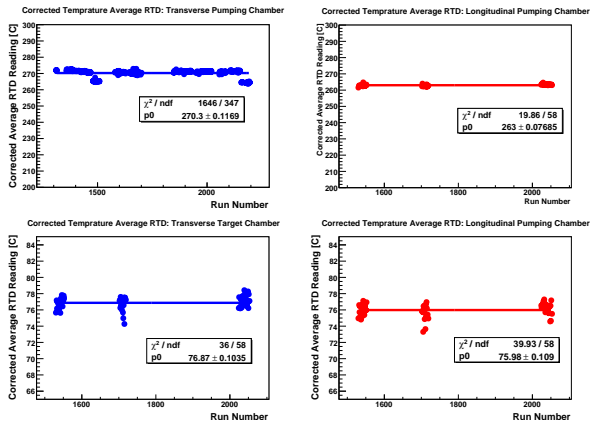 Corrected Temprature Average RTD: Transverse Pumping Chamber
Corrected Average RTD Reading [C]
300
290
280
270
260
250
240
230
220
210
200
χ² / ndf 1646 / 347
p0 270.3 ± 0.1169
1500 2000
Run Number
Corrected Temprature Average RTD: Longitudinal Pumping Chamber
Corrected Average RTD Reading [C]
300
290
280
270
260
250
240
230
220
210
200
χ² / ndf 19.86 / 58
p0 263 ± 0.07685
1600 1800 2000
Run Number
Corrected Temprature Average RTD: Transverse Target Chamber
Corrected Average RTD Reading [C]
84
82
80
78
76
74
72
70
68
66
χ² / ndf 36 / 58
p0 76.87 ± 0.1035
1600 1800 2000
Run Number
Corrected Temprature Average RTD: Longitudinal Pumping Chamber
Corrected Average RTD Reading [C]
84
82
80
78
76
74
72
70
68
66
χ² / ndf 39.93 / 58
p0 75.98 ± 0.109
1600 1800 2000
Run Number